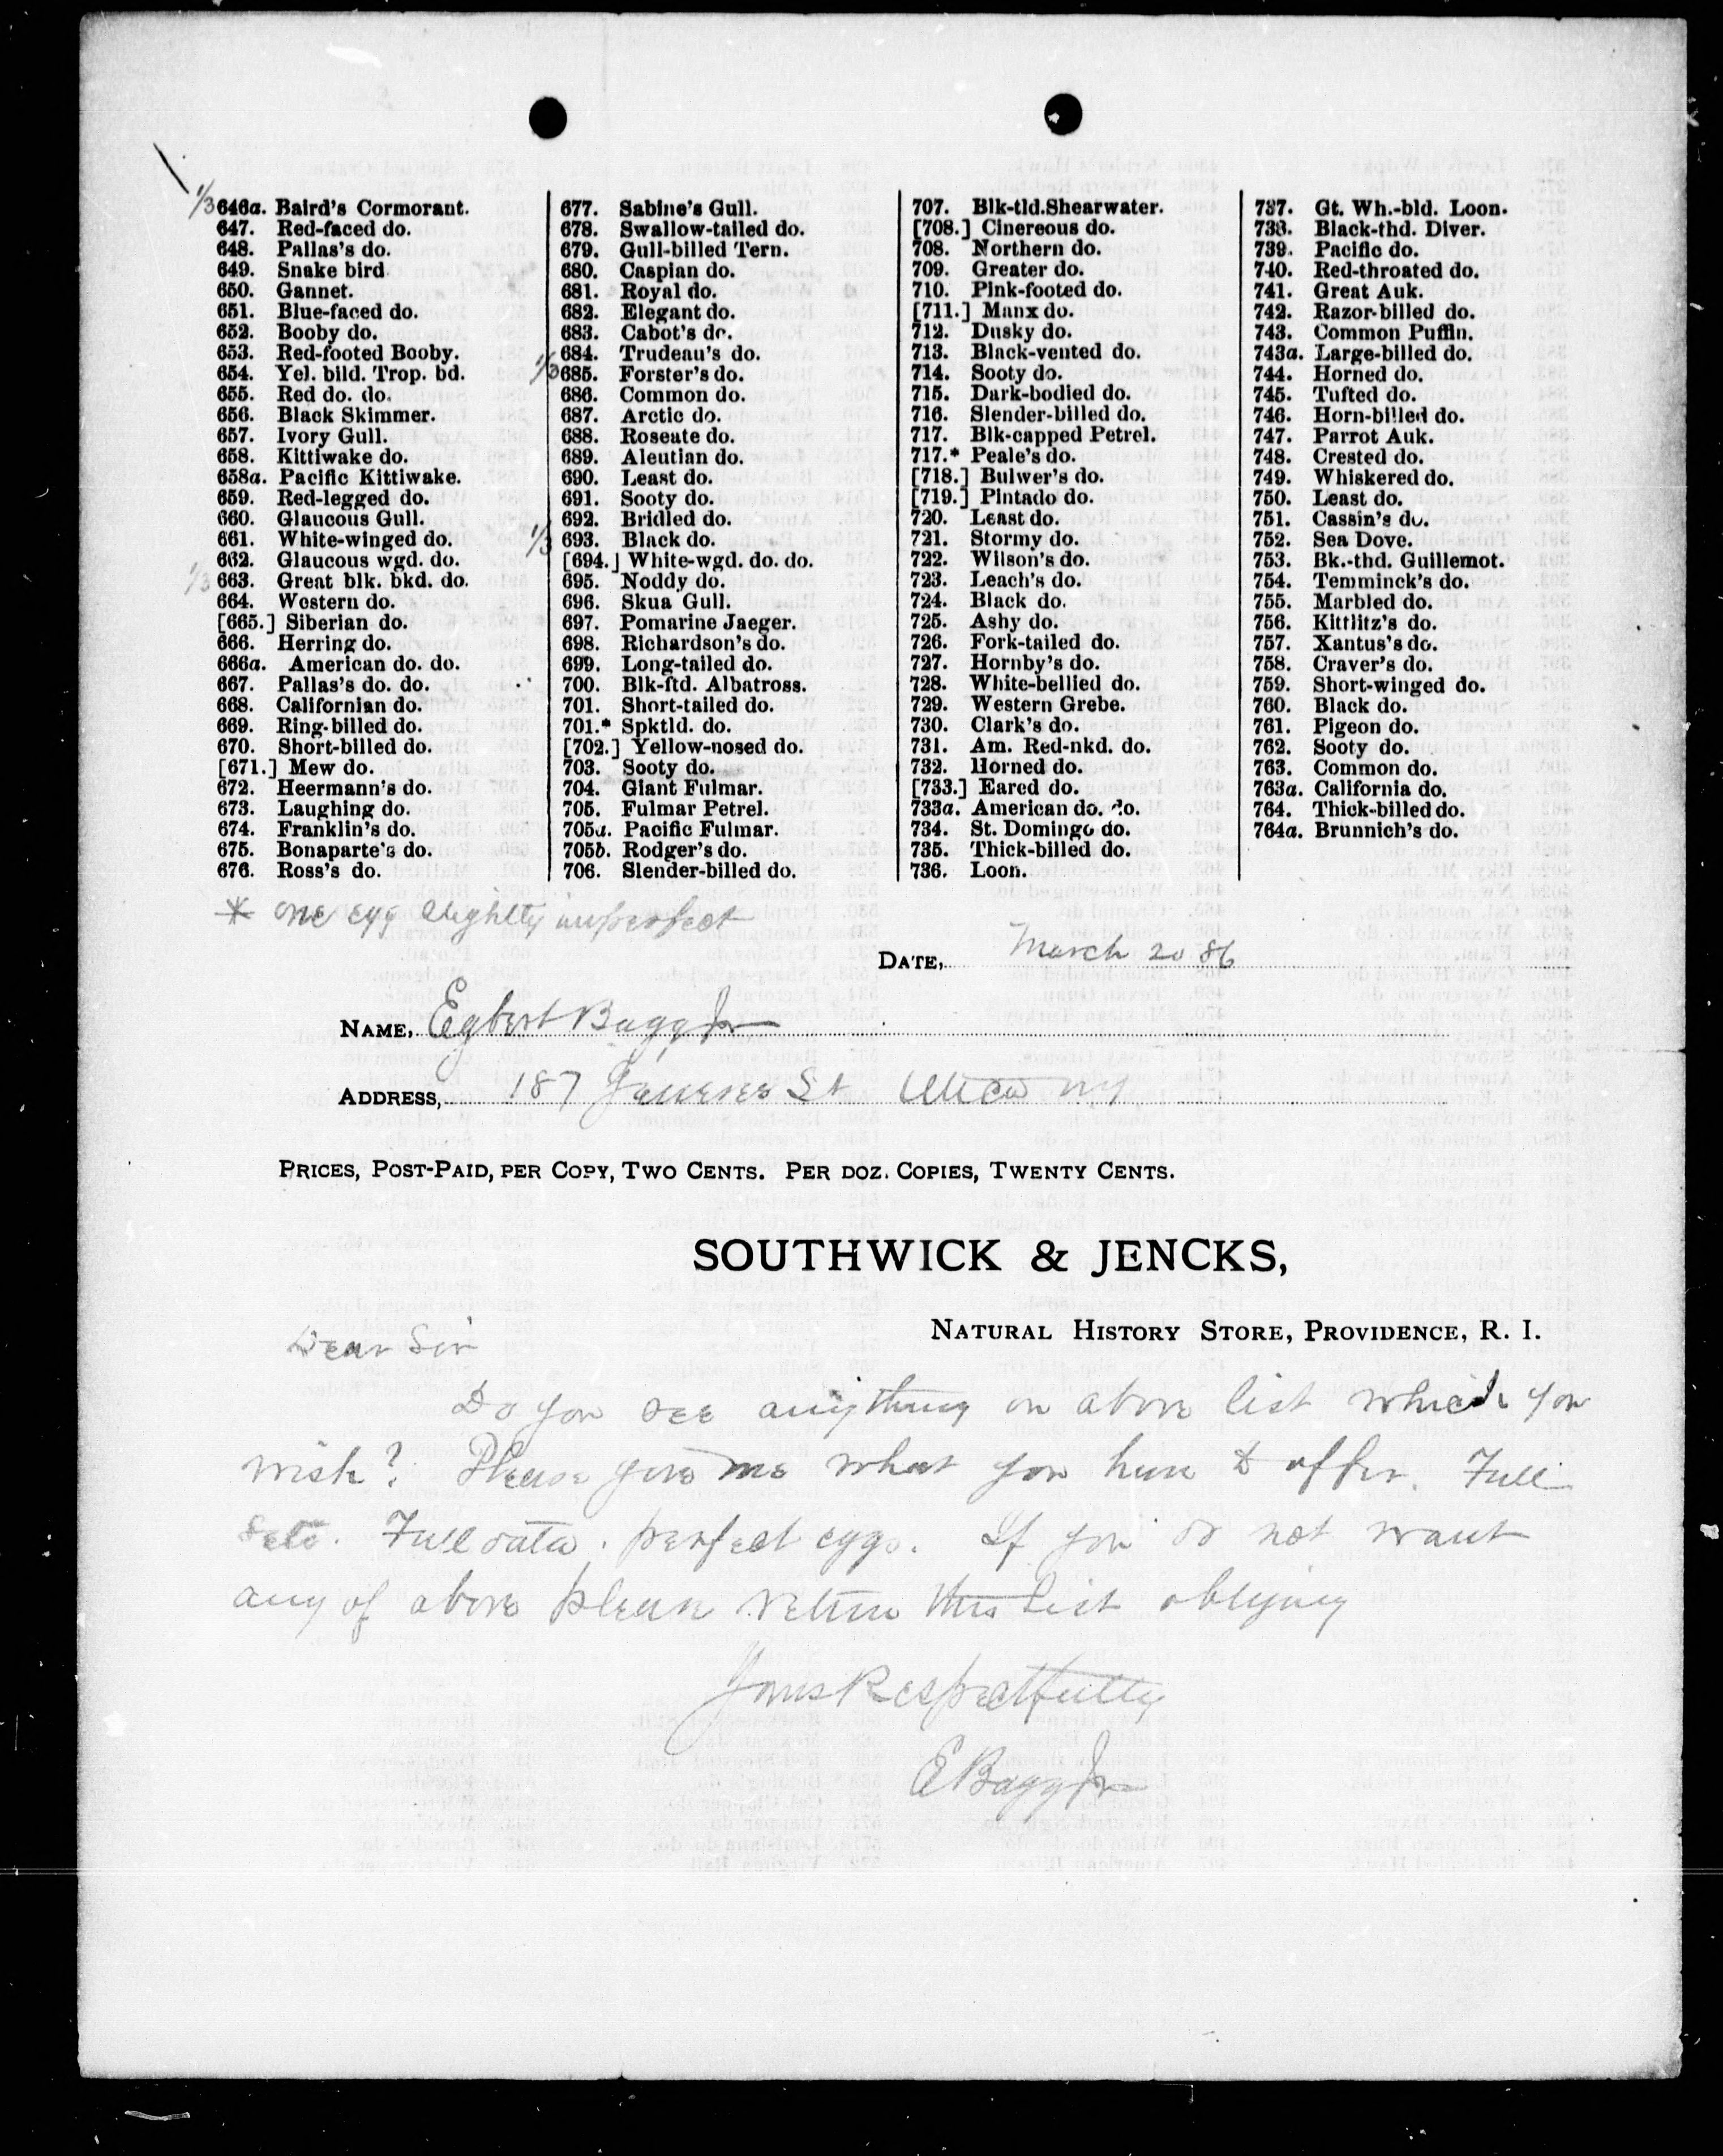 1/3 646a. Baird's Cormorant.
647. Red-faced do.
648. Pallas's do.
649. Snake bird
650. Gannet.
651. Blue-faced do.
652. Booby do.
653. Red-footed Booby.
654. Yel. bild. Trop. bd.
655. Red do. do.
656. Black Skimmer.
657. Ivory Gull.
658. Kittiwake do.
658a. Pacific Kittiwake.
659. Red-legged do.
660. Glaucous Gull.
661. White-winged do.
662. Glaucous wgd. do.
1/3 663. Great blk. bkd. do.
664. Western do.
[665.] Siberian do.
666. Herring do.
666a. American do. do.
667. Pallas's do. do.
668. Californian do.
669. Ring-billed do.
670. Short-billed do.
[671.] Mew do.
672. Heermann's do.
673. Laughing do.
674. Franklin's do.
675. Bonaparte's do.
676. Ross's do.
677. Sabine's Gull.
678. Swallow-tailed do.
679. Gull-billed Tern.
680. Caspian do.
681. Royal do.
682. Elegant do.
683. Cabot's do.
684. Trudeau's do.
1/3 685. Forster's do.
686. Common do.
687. Arctic do.
688. Roseate do.
689. Aleutian do.
690. Least do.
691. Sooty do.
692. Bridled do.
1/3 693. Black do.
[694.] White-wgd. do. do.
695. Noddy do.
696. Skua Gull.
697. Pomarine Jaeger.
698. Richardson's do.
699. Long-tailed do.
700. Blk-ftd. Albatross.
701. Short-tailed do.
701.* Spktld. do.
[702.] Yellow-nosed do.
703. Sooty do.
704. Giant Fulmar.
705. Fulmar Petrel.
705a. Pacific Fulmar.
705b. Rodger's do.
706. Slender-billed do.
707. Blk-tld.Shearwater.
[708.] Cinereous do.
708. Northern do.
709. Greater do.
710. Pink-footed do.
[711.] Manx do.
712. Dusky do.
713. Black-vented do.
714. Sooty do.
715. Dark-bodied do.
716. Slender-billed do.
717. Blk-capped Petrel.
717.* Peale's do.
[718.] Bulwer's do.
[719.] Pintado do.
720. Least do.
721. Stormy do.
722. Wilson's do.
723. Leach's do.
724. Black do.
725. Ashy do.
726. Fork-tailed do.
727. Hornby's do.
728. White-bellied do.
729. Western Grebe.
730. Clark's do.
731. Am. Red-nkd. do.
732. Horned do.
[733.] Eared do.
733a. American do. do.
734. St. Domingo do.
735. Thick-billed do.
736. Loon.
737. Gt. Wh.-bld. Loon.
738. Black-thd. Diver.
739. Pacific do.
740. Red-throated do.
741. Great Auk.
742. Razor-billed do.
743. Common Puffin.
743a. Large-billed do.
744. Horned do.
745. Tufted do.
746. Horn-billed do.
747. Parrot Auk.
748. Crested do.
749. Whiskered do.
750. Least do.
751. Cassin's do.
752. Sea Dove.
753. Bk.-thd. Guillemot.
754. Temminck's do.
755. Marbled do.
756. Kittlitz's do.
757. Xantus's do.
758. Craver's do.
759. Short-winged do.
760. Black do.
761. Pigeon do.
762. Sooty do.
763. Common do.
763a. California do.
764. Thick-billed do.
764a. Brunnich's do.
* one egg slightly imperfect
DATE, March 20 86
NAME, Egbert Bagg Jr
ADDRESS, 187 Genesee St Utica NY
PRICES, POST-PAID, PER COPY, TWO CENTS. PER DOZ. COPIES, TWENTY CENTS.
SOUTHWICK & JENCKS,
NATURAL HISTORY STORE, PROVIDENCE, R. I.
Dear Sir
Do you see anything on above list which you
wish? Please give me what you have to offer. Full
sets. Full data. perfect eggs. If you do not want
any of above please return this list obliging
Yours Respectfully
E Bagg Jr